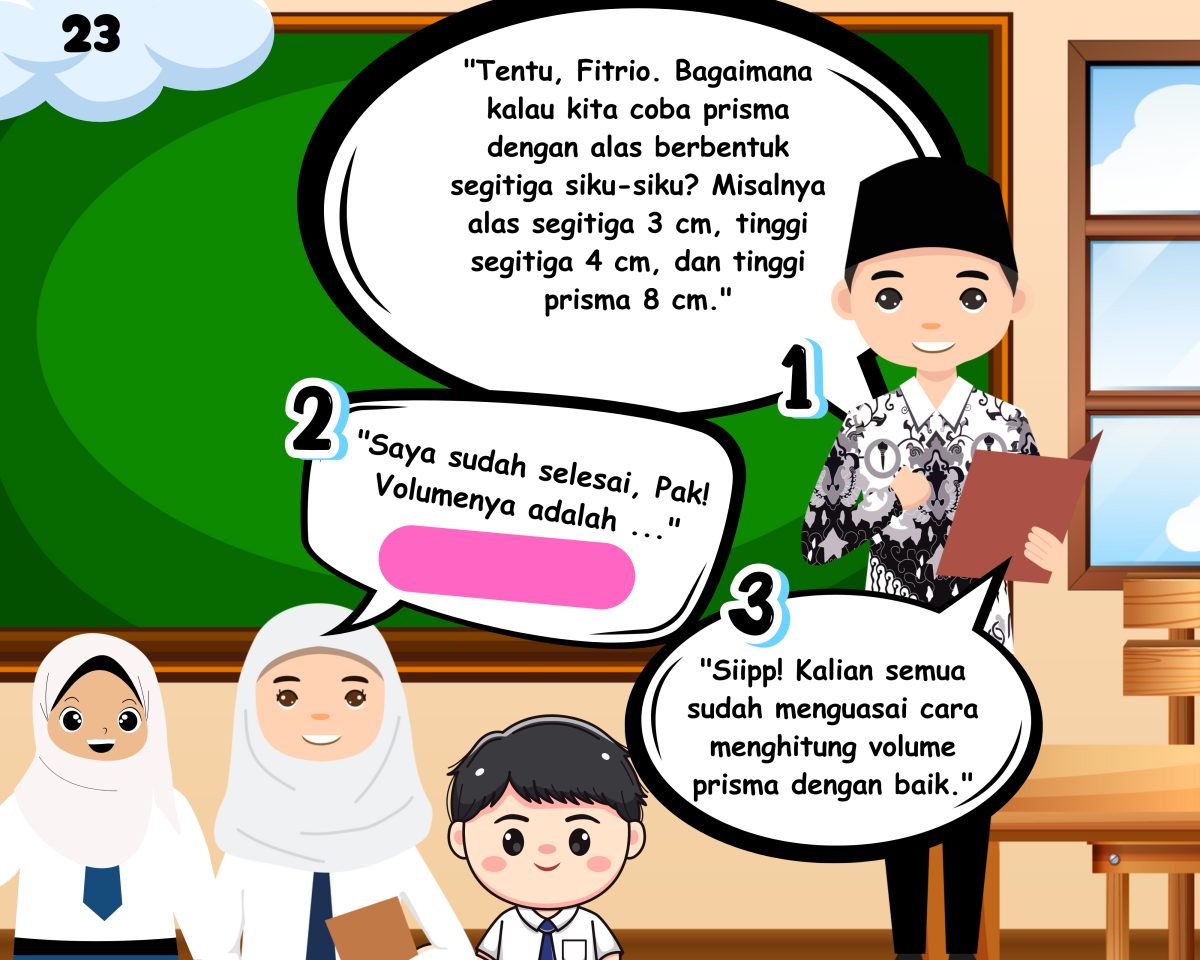 23
"Tentu, Fitrio. Bagaimana
kalau kita coba prisma
dengan alas berbentuk
segitiga siku-siku? Misalnya
alas segitiga 3 cm, tinggi
segitiga 4 cm, dan tinggi
prisma 8 cm."
1
2
"Saya sudah selesai, Pak!
Volumenya adalah ..."
3
"Siipp! Kalian semua
sudah menguasai cara
menghitung volume
prisma dengan baik."